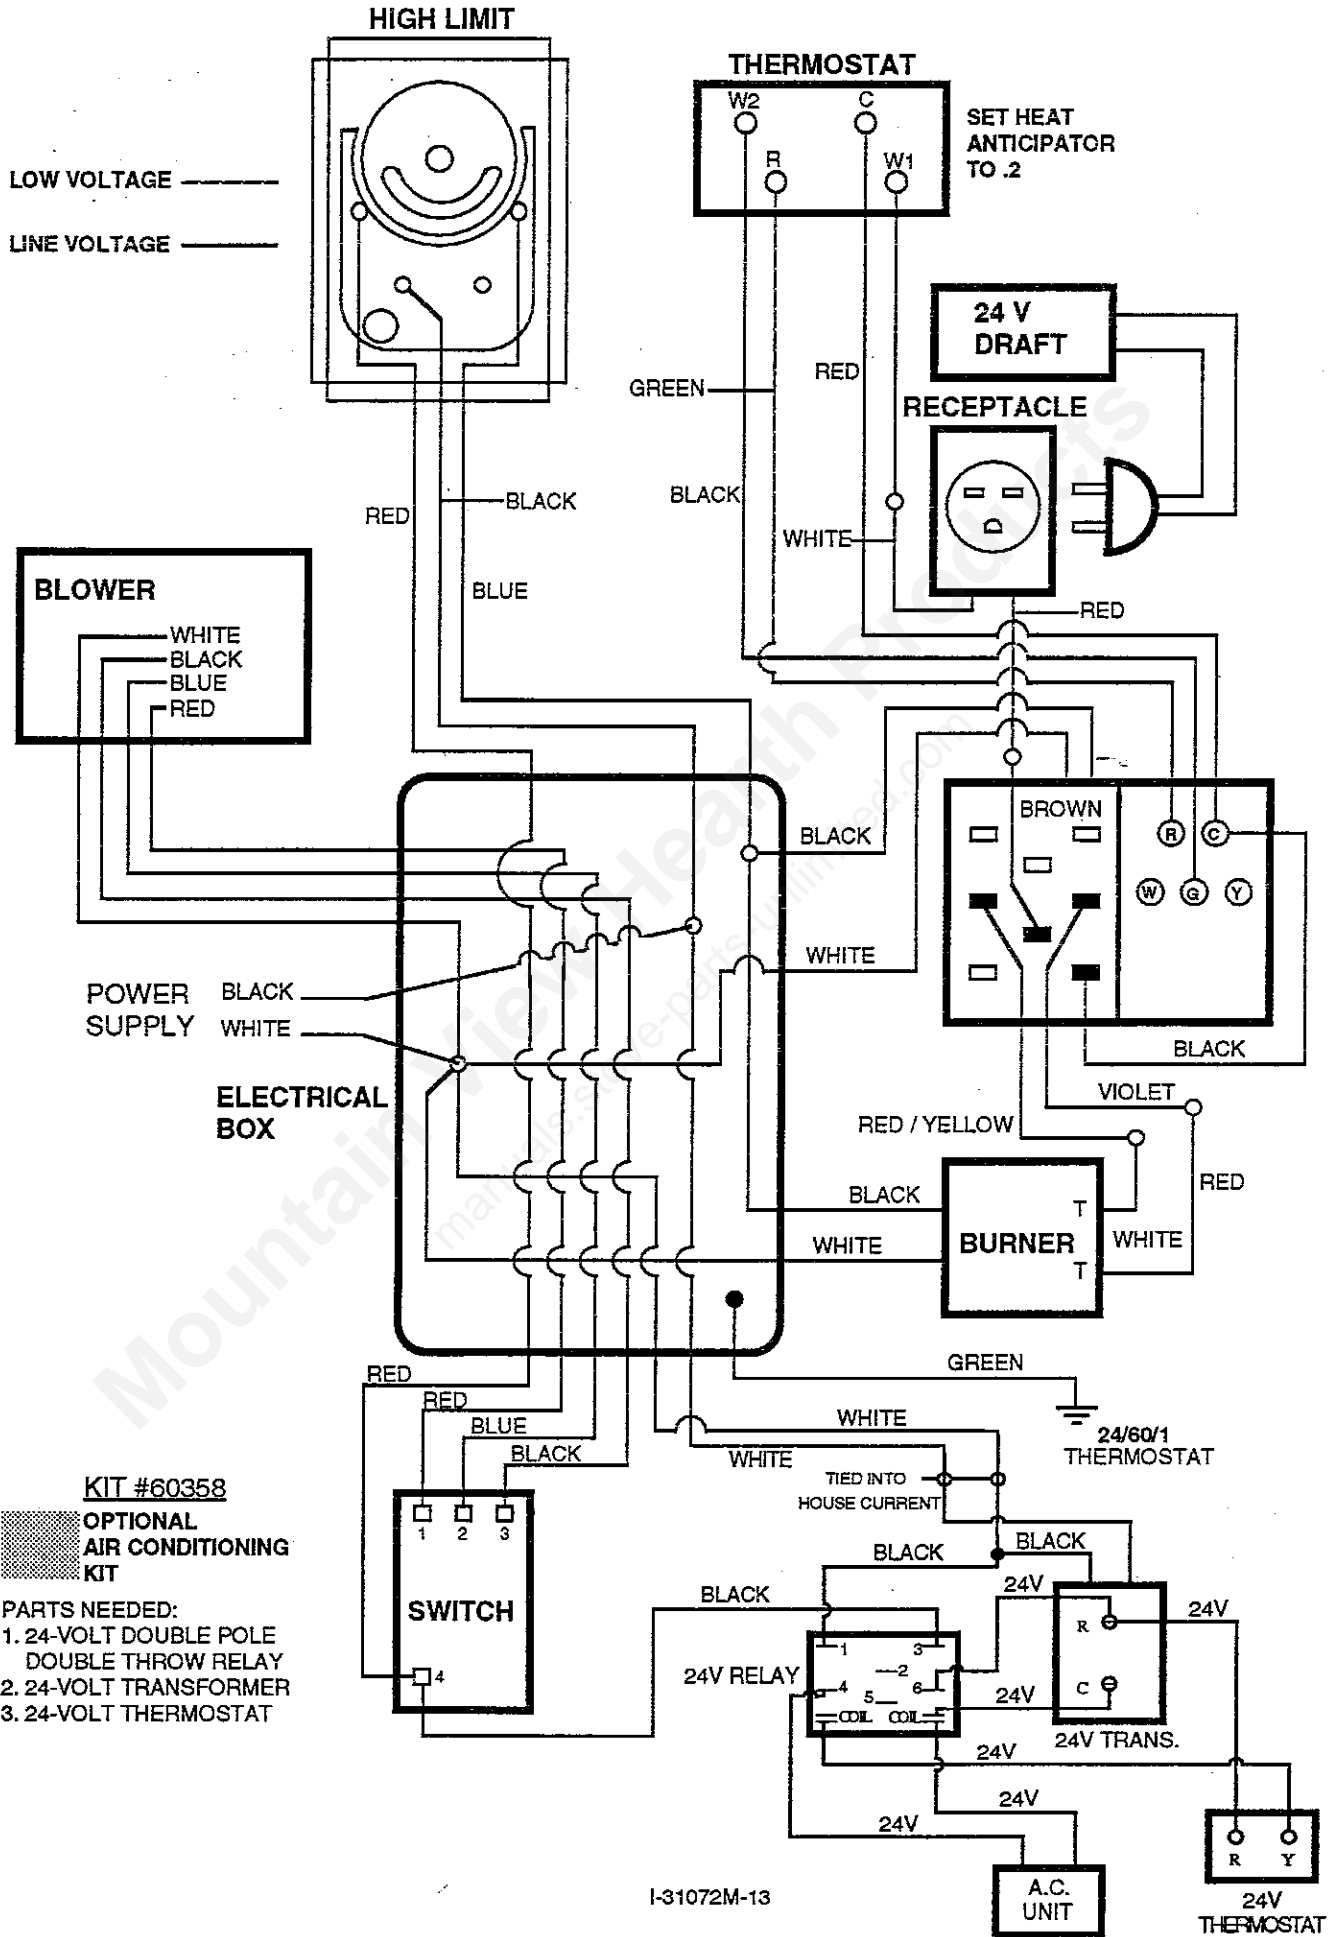 HIGH LIMIT
THERMOSTAT
W2
C
R
W1
SET HEAT
ANTICIPATOR
TO .2
LOW VOLTAGE
LINE VOLTAGE
24 V
DRAFT
GREEN
RED
RECEPTACLE
BLACK
RED
BLACK
WHITE
BLUE
RED
BLOWER
WHITE
BLACK
BLUE
RED
BROWN
BLACK
R
C
W
G
Y
WHITE
POWER
SUPPLY
BLACK
WHITE
BLACK
ELECTRICAL
BOX
VIOLET
RED / YELLOW
BLACK
T
RED
WHITE
BURNER
WHITE
T
GREEN
RED
RED
BLUE
BLACK
WHITE
WHITE
24/60/1
THERMOSTAT
TIED INTO
HOUSE CURRENT
KIT #60358
OPTIONAL
AIR CONDITIONING
KIT
PARTS NEEDED:
1. 24-VOLT DOUBLE POLE
DOUBLE THROW RELAY
2. 24-VOLT TRANSFORMER
3. 24-VOLT THERMOSTAT
1
2
3
SWITCH
4
BLACK
BLACK
BLACK
24V
24V
R
C
24V RELAY
1
3
2
4
6
5
COIL
COIL
24V
24V TRANS.
24V
24V
24V
R
Y
24V
THERMOSTAT
A.C.
UNIT
I-31072M-13
Mountain View Hearth Products
manuals.stove-parts-unlimited.com